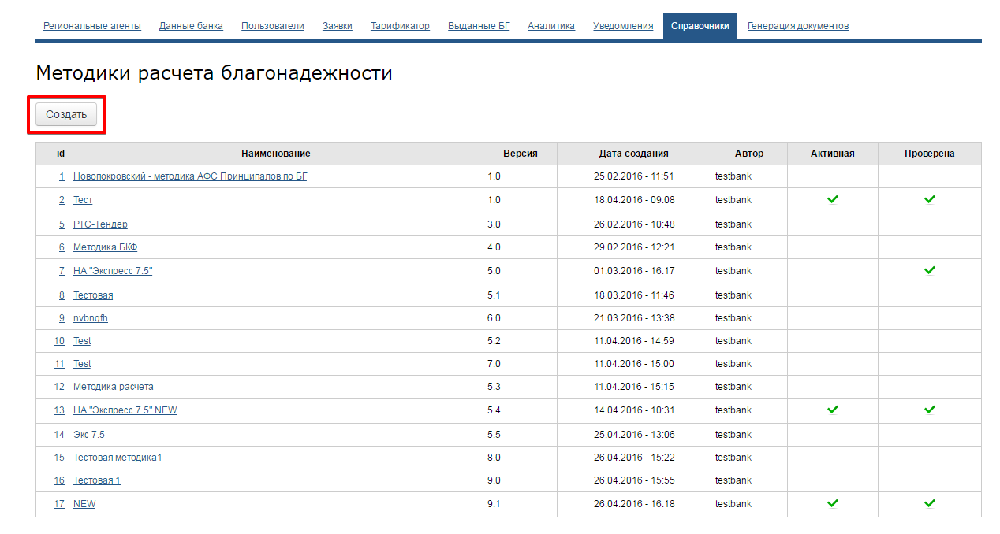 Региональные агенты Данные банка Пользователи Заявки Тарификатор Выданные БГ Аналитика Уведомления Справочники Генерация документов
Методики расчета благонадежности
Создать
id Наименование Версия Дата создания Автор Активная Проверена
1 Новопокровский - методика АФС Принципалов по БГ 1.0 25.02.2016 - 11:51 testbank
2 Тест 1.0 18.04.2016 - 09:08 testbank
5 РТС-Тендер 3.0 26.02.2016 - 10:48 testbank
6 Методика БКФ 4.0 29.02.2016 - 12:21 testbank
7 НА "Экспресс 7.5" 5.0 01.03.2016 - 16:17 testbank
8 Тестовая 5.1 18.03.2016 - 11:46 testbank
9 nvbngfh 6.0 21.03.2016 - 13:38 testbank
10 Test 5.2 11.04.2016 - 14:59 testbank
11 Test 7.0 11.04.2016 - 15:00 testbank
12 Методика расчета 5.3 11.04.2016 - 15:15 testbank
13 НА "Экспресс 7.5" NEW 5.4 14.04.2016 - 10:31 testbank
14 Экс 7.5 5.5 25.04.2016 - 13:06 testbank
15 Тестовая методика1 8.0 26.04.2016 - 15:22 testbank
16 Тестовая 1 9.0 26.04.2016 - 15:55 testbank
17 NEW 9.1 26.04.2016 - 16:18 testbank